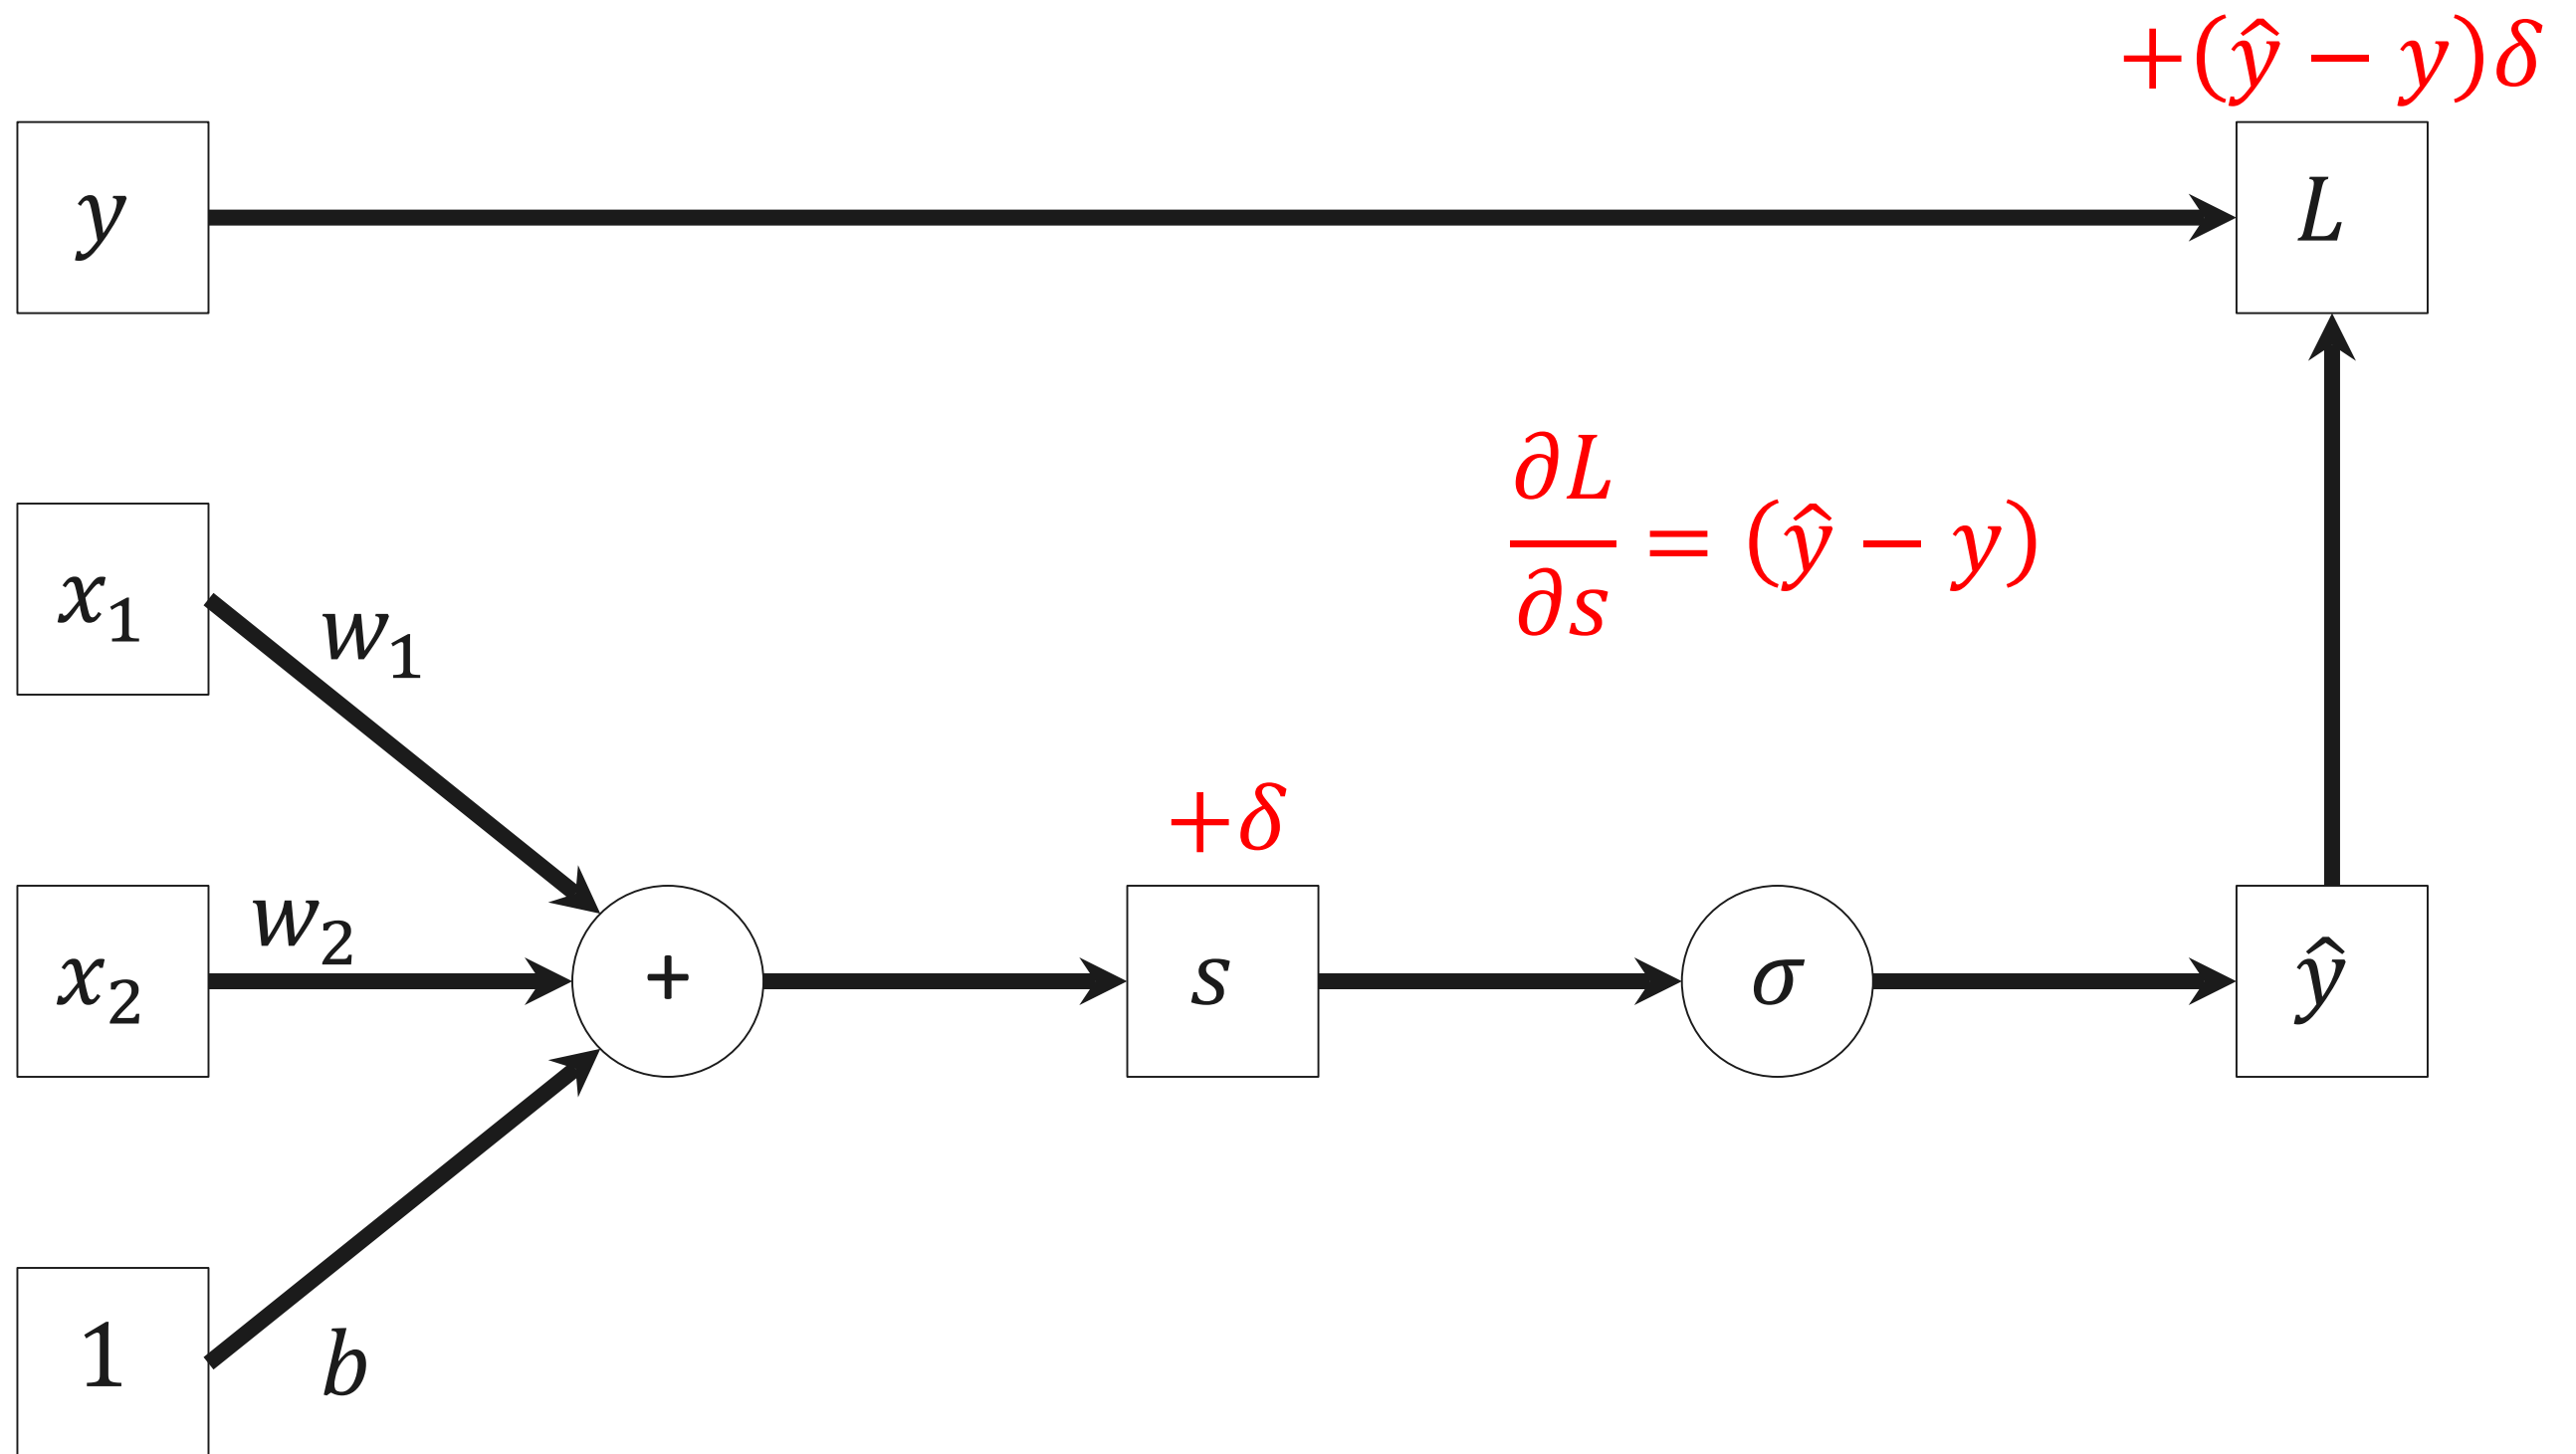 +(ŷ − y)δ
y
L
∂L/∂s = (ŷ − y)
x₁
w₁
+δ
w₂
x₂
+
s
σ
ŷ
1
b